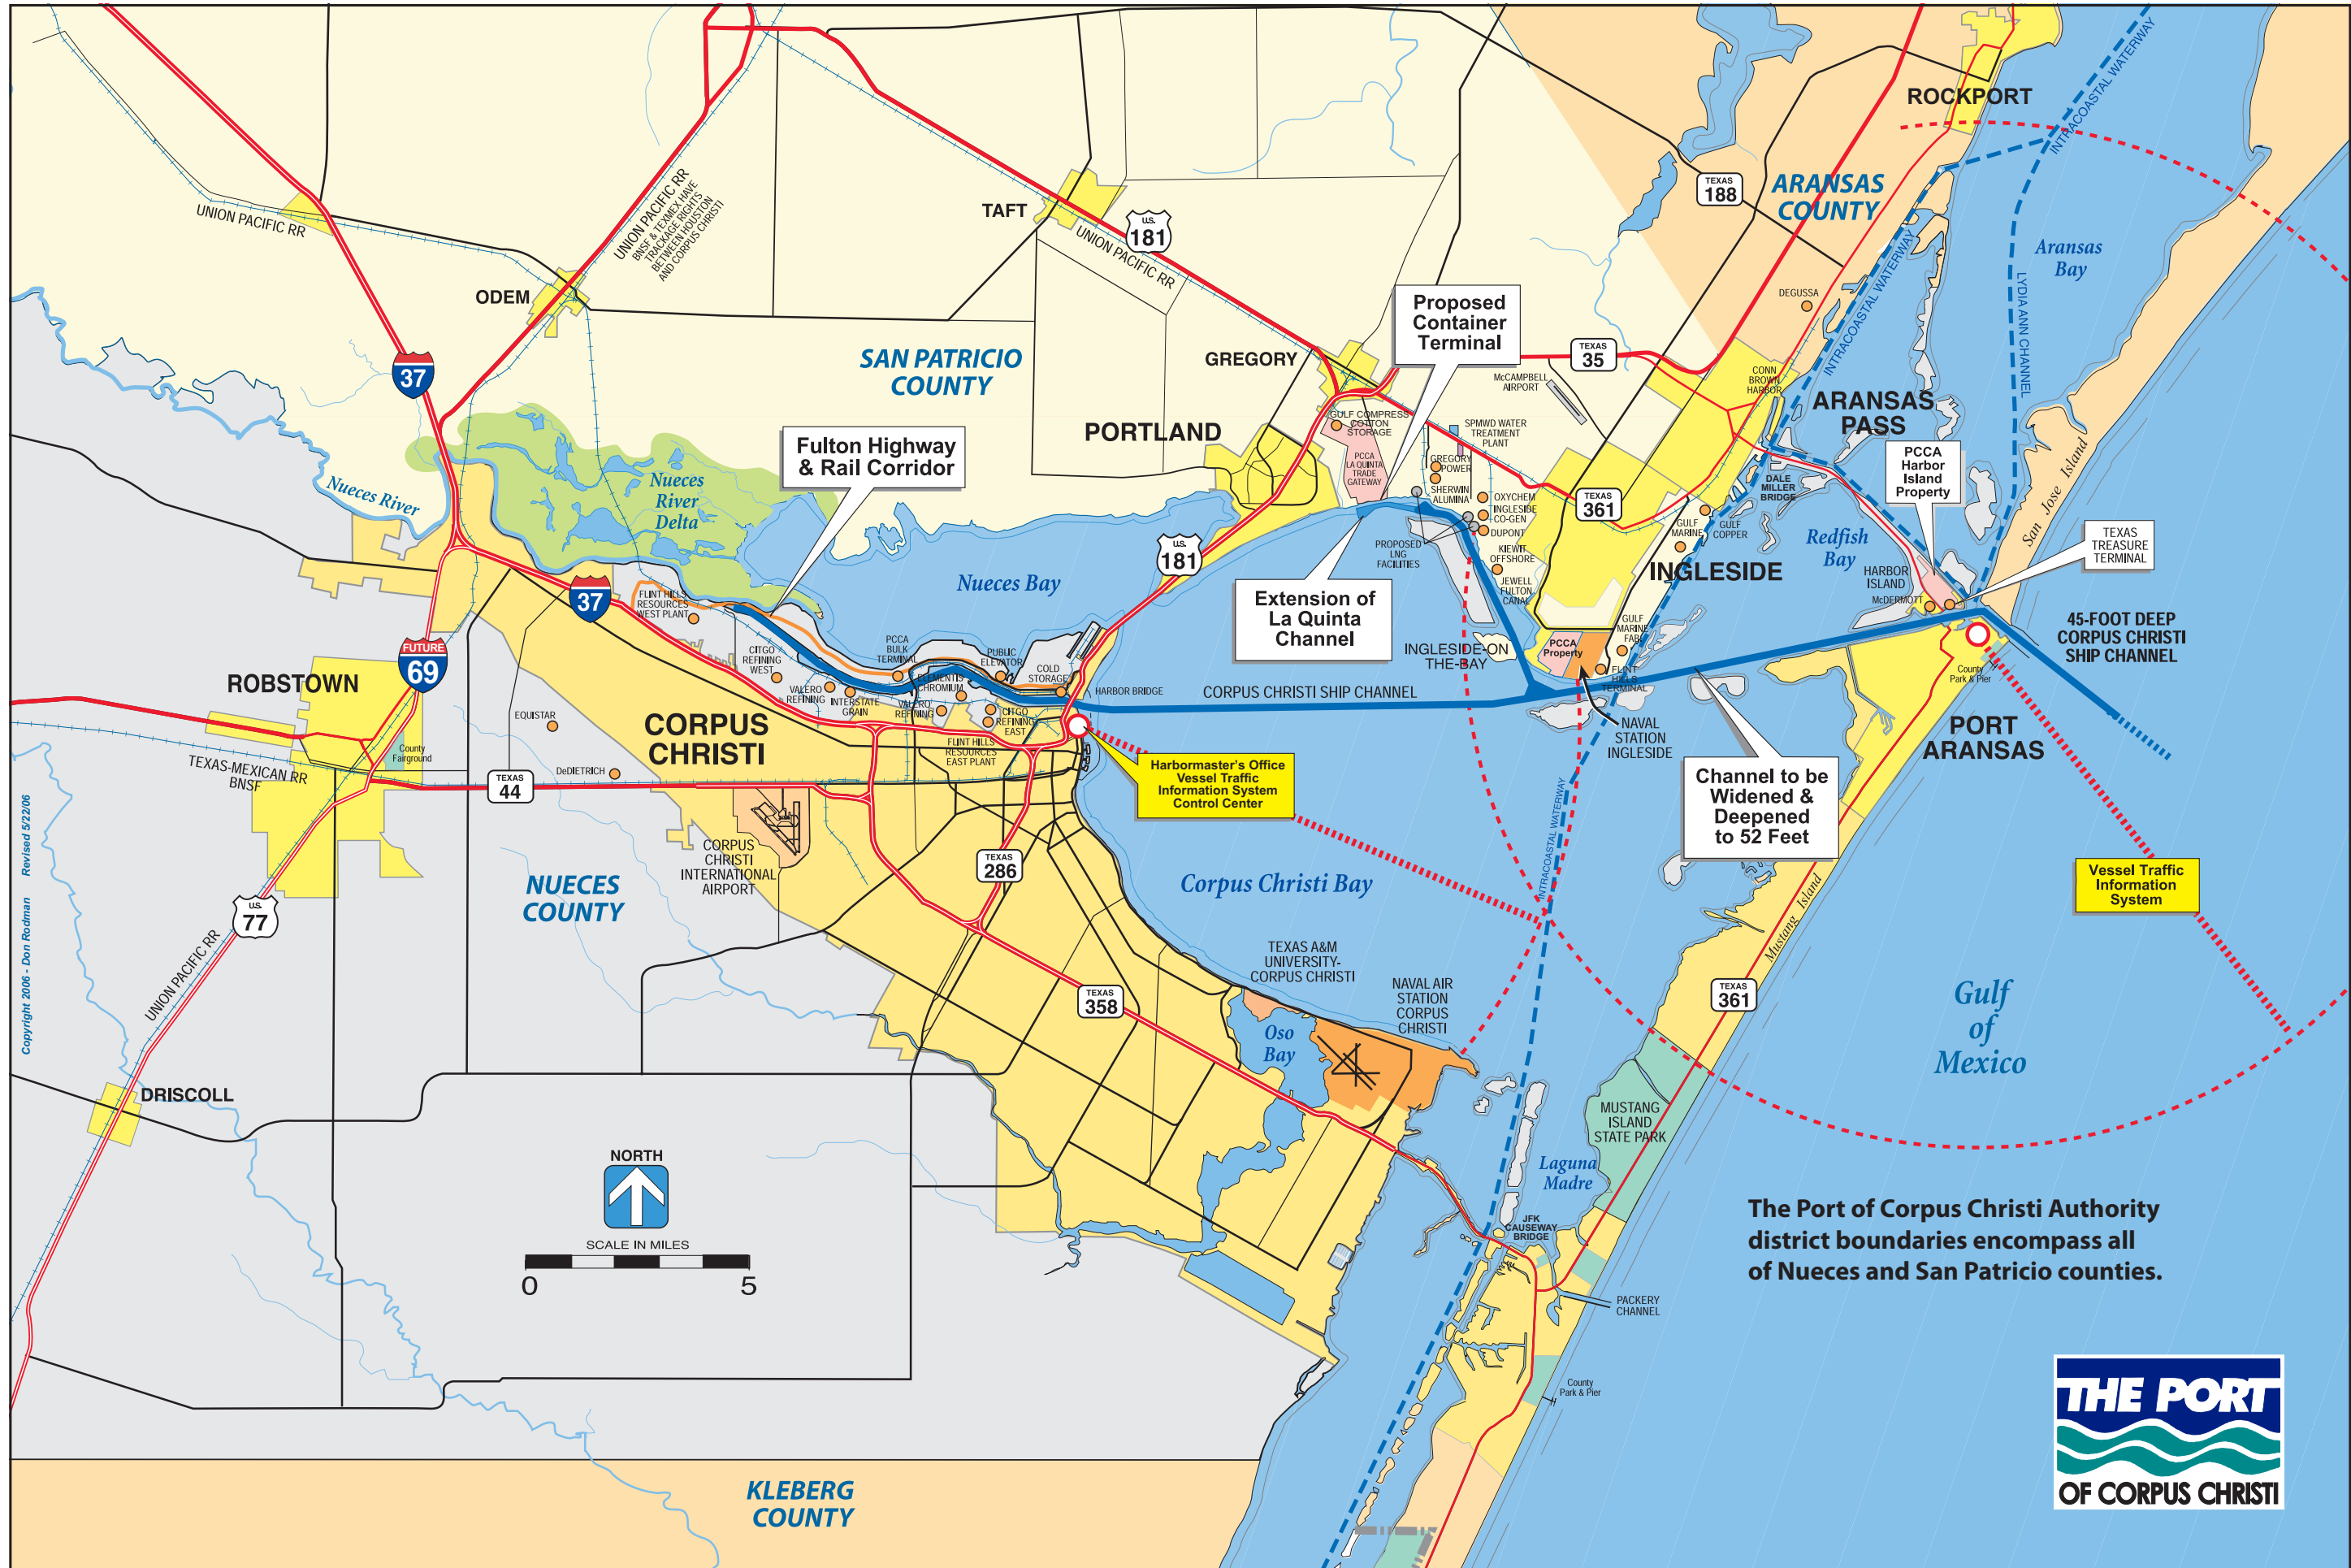 ROCKPORT
INTRACOASTAL WATERWAY
UNION PACIFIC RR
UNION PACIFIC RR
BNSF & TEXMEX HAVE
TRACKAGE RIGHTS
BETWEEN HOUSTON
AND CORPUS CHRISTI
TAFT
U.S.
181
UNION PACIFIC RR
TEXAS
188
ARANSAS
COUNTY
Aransas
Bay
LYDIA ANN CHANNEL
INTRACOASTAL WATERWAY
DEGUSSA
ODEM
SAN PATRICIO
COUNTY
37
GREGORY
Proposed
Container
Terminal
TEXAS
35
McCAMPBELL
AIRPORT
CONN
BROWN
HARBOR
ARANSAS
PASS
PORTLAND
GULF COMPRESS
COTTON
STORAGE
PCCA
LA QUINTA
TRADE
GATEWAY
SPMWD WATER
TREATMENT
PLANT
GREGORY
POWER
SHERWIN
ALUMINA
OXYCHEM
INGLESIDE
CO-GEN
DUPONT
PROPOSED
LNG
FACILITIES
KIEWIT
OFFSHORE
JEWELL
FULTON
CANAL
TEXAS
361
GULF
MARINE
GULF
COPPER
DALE
MILLER
BRIDGE
PCCA
Harbor
Island
Property
San Jose Island
TEXAS
TREASURE
TERMINAL
Redfish
Bay
HARBOR
ISLAND
McDERMOTT
Fulton Highway
& Rail Corridor
Nueces River
Nueces
River
Delta
Nueces Bay
U.S.
181
Extension of
La Quinta
Channel
INGLESIDE
INGLESIDE-ON
THE-BAY
PCCA
Property
GULF
MARINE
FAB
FLINT
HILLS
TERMINAL
NAVAL
STATION
INGLESIDE
45-FOOT DEEP
CORPUS CHRISTI
SHIP CHANNEL
County
Park & Pier
PORT
ARANSAS
37
FLINT HILLS
RESOURCES
WEST PLANT
CITGO
REFINING
WEST
VALERO
REFINING
INTERSTATE
GRAIN
PCCA
BULK
TERMINAL
ELEMENTIS
CHROMIUM
VALERO
REFINING
PUBLIC
ELEVATOR
COLD
STORAGE
CITGO
REFINING
EAST
FLINT HILLS
RESOURCES
EAST PLANT
HARBOR BRIDGE
CORPUS CHRISTI SHIP CHANNEL
FUTURE
69
ROBSTOWN
County
Fairground
TEXAS-MEXICAN RR
BNSF
EQUISTAR
DeDIETRICH
TEXAS
44
CORPUS
CHRISTI
Harbormaster's Office
Vessel Traffic
Information System
Control Center
Channel to be
Widened &
Deepened
to 52 Feet
INTRACOASTAL WATERWAY
Vessel Traffic
Information
System
CORPUS
CHRISTI
INTERNATIONAL
AIRPORT
NUECES
COUNTY
TEXAS
286
Corpus Christi Bay
U.S.
77
UNION PACIFIC RR
TEXAS
358
TEXAS A&M
UNIVERSITY-
CORPUS CHRISTI
NAVAL AIR
STATION
CORPUS
CHRISTI
Oso
Bay
Mustang Island
TEXAS
361
Gulf
of
Mexico
DRISCOLL
MUSTANG
ISLAND
STATE PARK
Laguna
Madre
JFK
CAUSEWAY
BRIDGE
PACKERY
CHANNEL
County
Park & Pier
NORTH
SCALE IN MILES
0 5
The Port of Corpus Christi Authority
district boundaries encompass all
of Nueces and San Patricio counties.
KLEBERG
COUNTY
THE PORT
OF CORPUS CHRISTI
Copyright 2006 - Don Rodman Revised 5/22/06